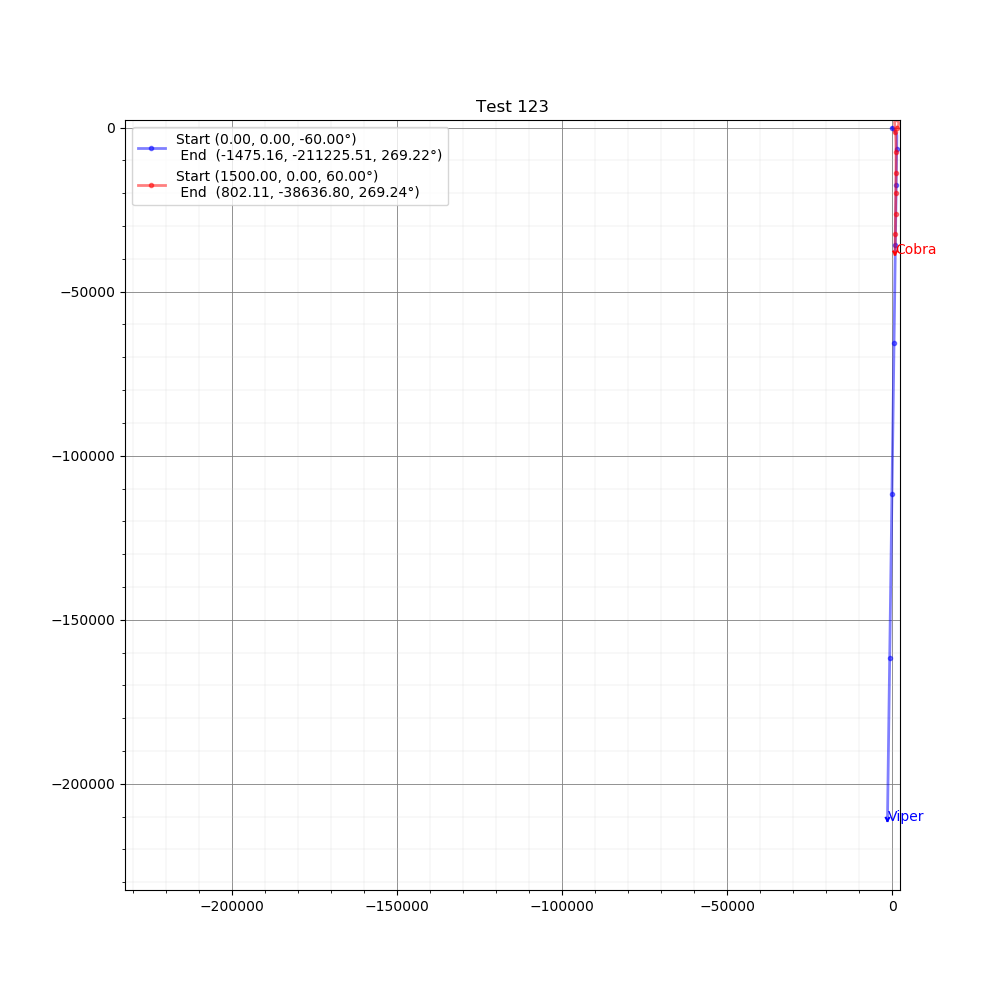 Test 123
Start (0.00, 0.00, -60.00°)
End  (-1475.16, -211225.51, 269.22°)
Start (1500.00, 0.00, 60.00°)
End  (802.11, -38636.80, 269.24°)
0
−50000
−100000
−150000
−200000
Cobra
Viper
−200000
−150000
−100000
−50000
0